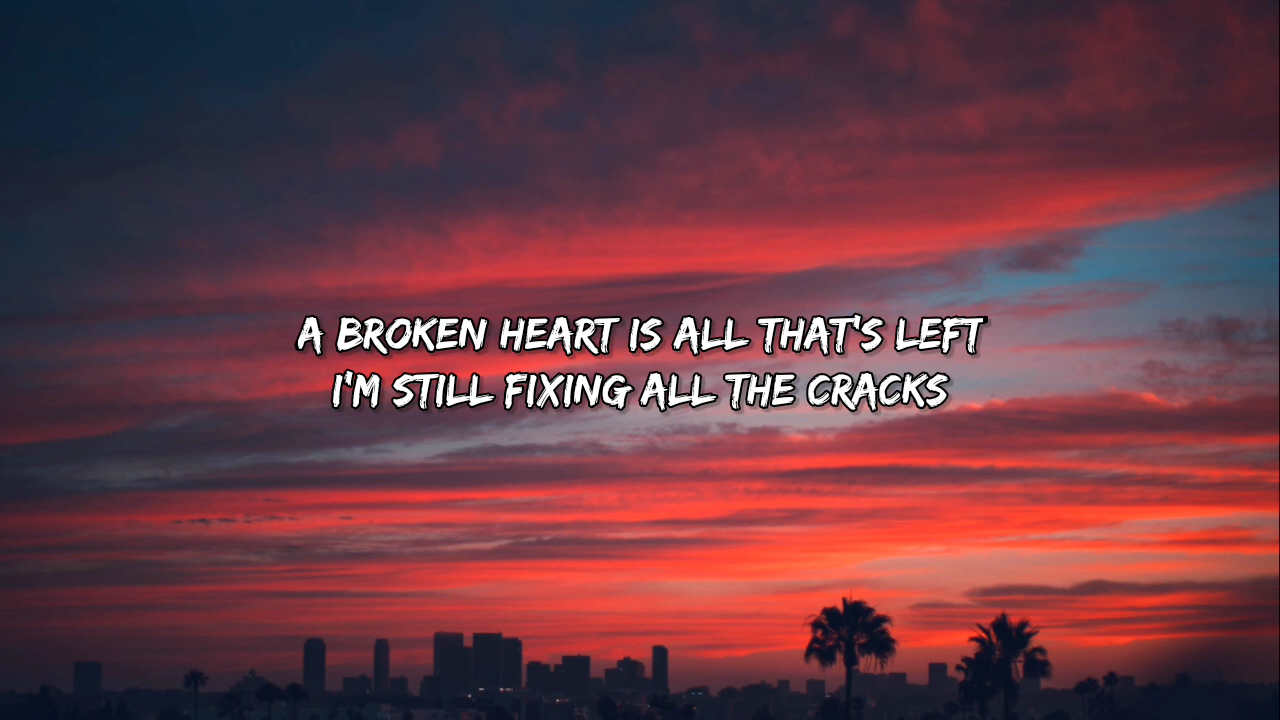 A BROKEN HEART IS ALL THAT'S LEFT
I'M STILL FIXING ALL THE CRACKS